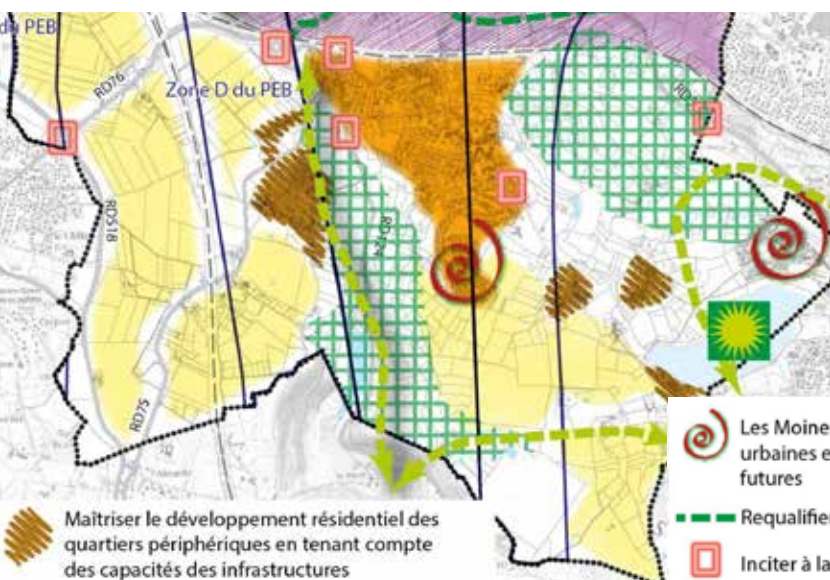 du PEB
RD76
Zone D du PEB
RD518
RD75
Maîtriser le développement résidentiel des
quartiers périphériques en tenant compte
des capacités des infrastructures
Les Moine
urbaines e
futures
Requalifier
Inciter à la